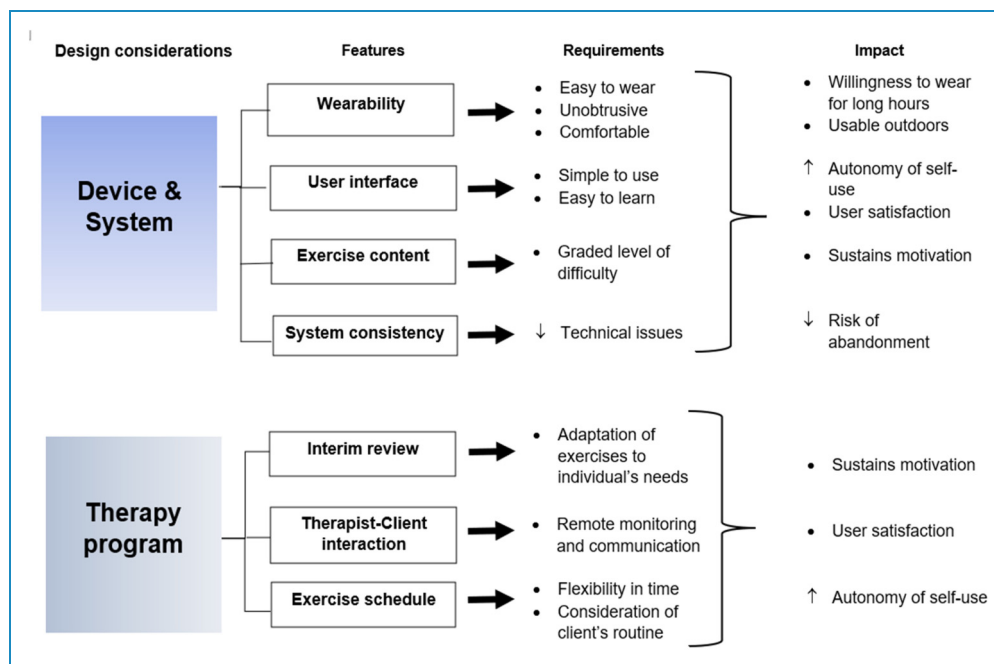 Design considerations
Features
Requirements
Impact
Device &
System
Wearability
• Easy to wear
• Unobtrusive
• Comfortable
User interface
• Simple to use
• Easy to learn
Exercise content
• Graded level of
difficulty
System consistency
↓ Technical issues
• Willingness to wear
for long hours
• Usable outdoors
↑ Autonomy of self-
use
• User satisfaction
• Sustains motivation
↓ Risk of
abandonment
Therapy
program
Interim review
• Adaptation of
exercises to
individual’s needs
Therapist-Client
interaction
• Remote monitoring
and communication
Exercise schedule
• Flexibility in time
• Consideration of
client’s routine
• Sustains motivation
• User satisfaction
↑ Autonomy of self-use